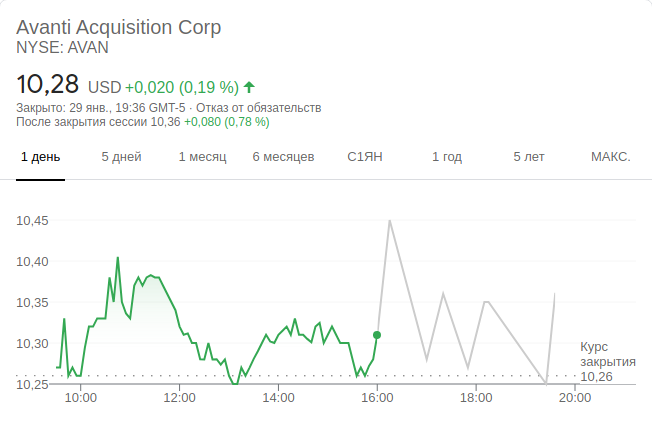 Avanti Acquisition Corp
NYSE: AVAN
10,28 USD +0,020 (0,19 %)
Закрыто: 29 янв., 19:36 GMT-5 · Отказ от обязательств
После закрытия сессии 10,36 +0,080 (0,78 %)
1 день 5 дней 1 месяц 6 месяцев С1ЯН 1 год 5 лет МАКС.
10,45
10,40
10,35
10,30
10,25
Курс
закрытия
10,26
10:00 12:00 14:00 16:00 18:00 20:00